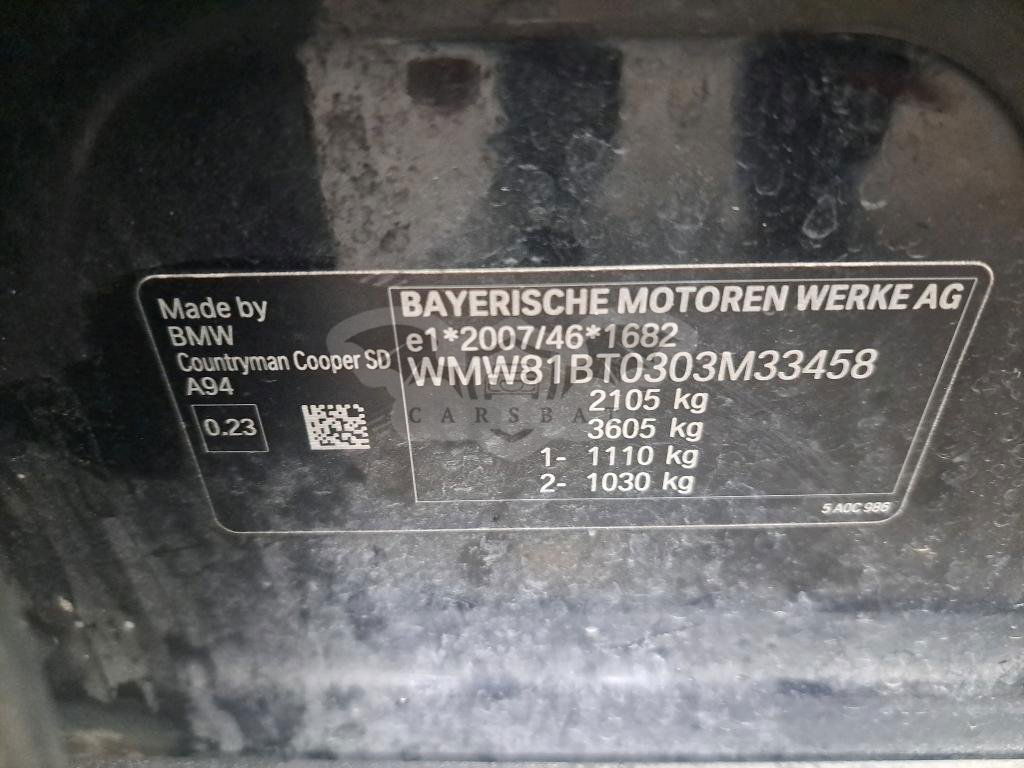 Made by
BMW
Countryman Cooper SD
A94
0.23
BAYERISCHE MOTOREN WERKE AG
e1*2007/46*1682
WMW81BT0303M33458
CARSBAT
2105 kg
3605 kg
1- 1110 kg
2- 1030 kg
5 A0C 986